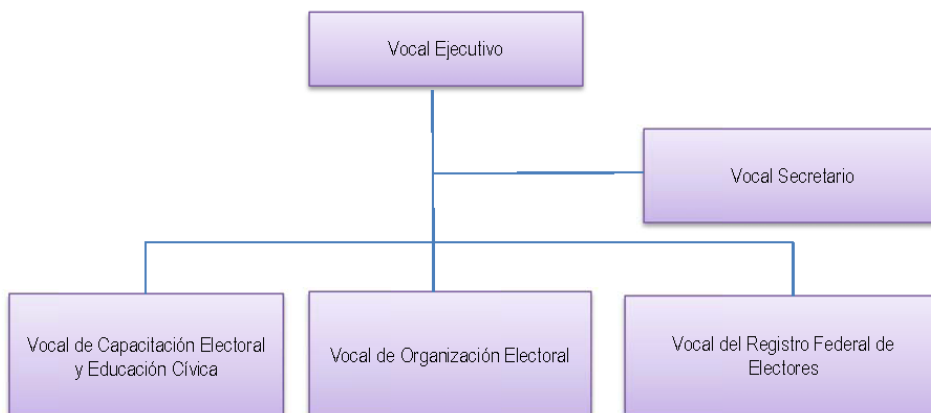 Vocal Ejecutivo
Vocal Secretario
Vocal de Capacitación Electoral
y Educación Cívica
Vocal de Organización Electoral
Vocal del Registro Federal de
Electores